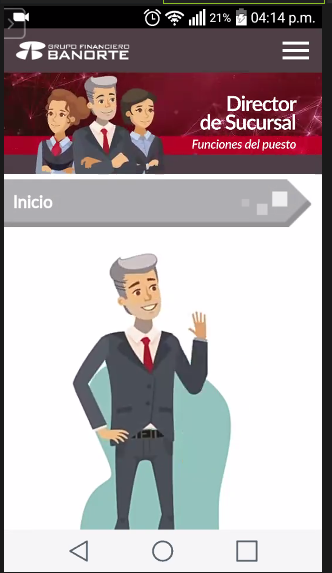 21% 04:14 p.m.
GRUPO FINANCIERO
BANORTE
Director
de Sucursal
Funciones del puesto
Inicio